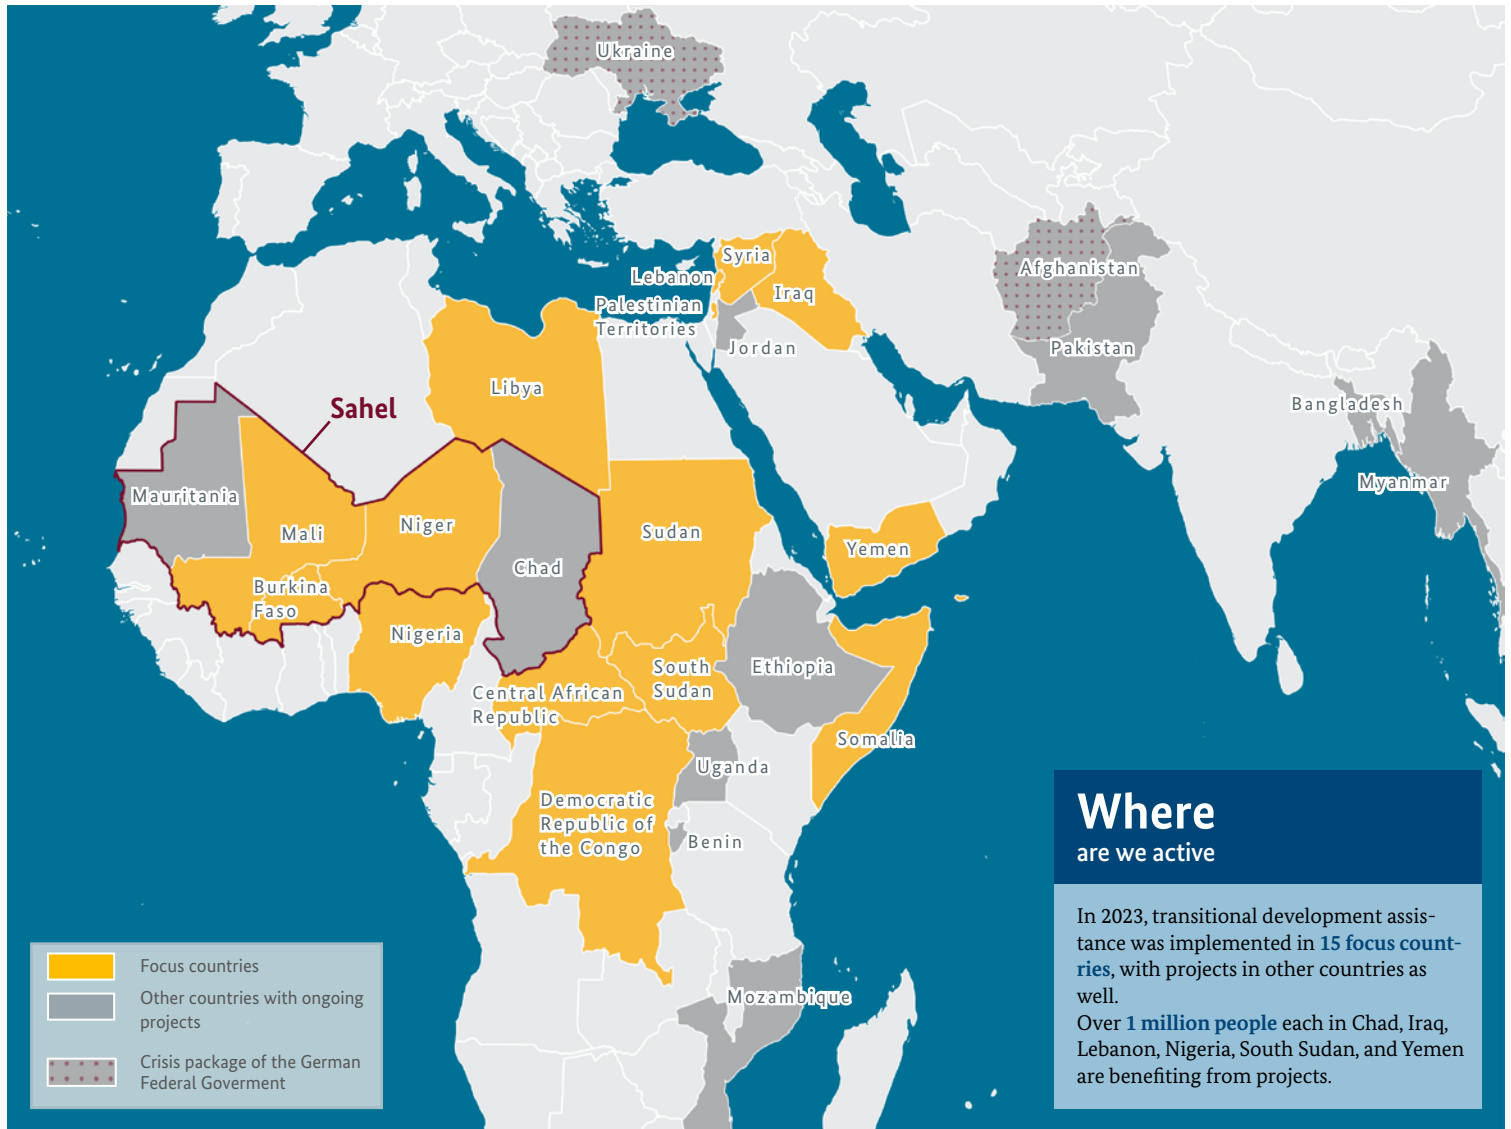 Ukraine
Afghanistan
Syria
Lebanon
Iraq
Palestinian
Territories
Jordan
Pakistan
Libya
Bangladesh
Sahel
Myanmar
Mauritania
Mali
Niger
Sudan
Yemen
Chad
Burkina
Faso
Nigeria
South
Sudan
Ethiopia
Central African
Republic
Somalia
Uganda
Democratic
Republic of
the Congo
Benin
Mozambique
Where
are we active
In 2023, transitional development assis-
tance was implemented in 15 focus count-
ries, with projects in other countries as
well.
Over 1 million people each in Chad, Iraq,
Lebanon, Nigeria, South Sudan, and Yemen
are benefiting from projects.
Focus countries
Other countries with ongoing
projects
Crisis package of the German
Federal Goverment